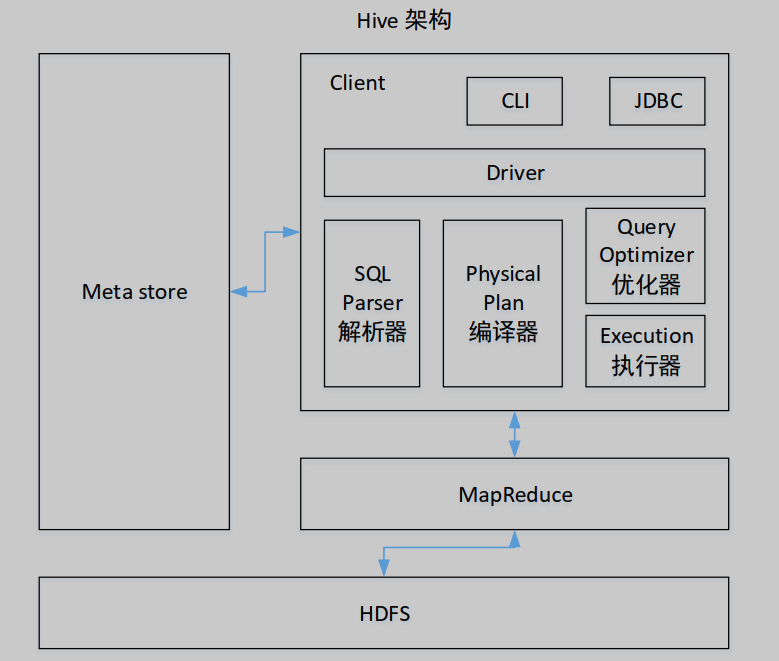 Hive 架构
Client
CLI
JDBC
Driver
Meta store
SQL
Parser
解析器
Physical
Plan
编译器
Query
Optimizer
优化器
Execution
执行器
MapReduce
HDFS